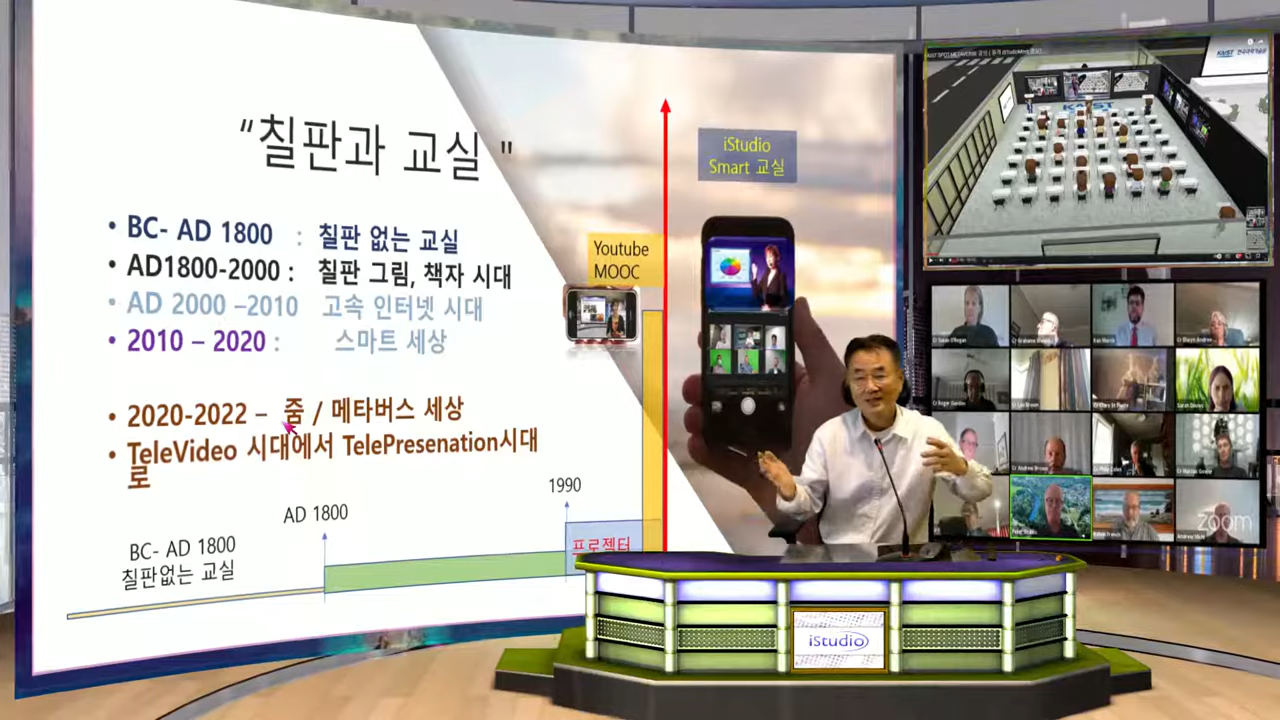 “칠판과 교실 "
• BC- AD 1800 : 칠판 없는 교실
• AD1800-2000 : 칠판 그림, 책자 시대
• AD 2000 –2010 고속 인터넷 시대
• 2010 – 2020 : 스마트 세상
• 2020-2022 – 줌 / 메타버스 세상
• TeleVideo 시대에서 TelePresenation시대
로
BC- AD 1800
칠판없는 교실
AD 1800
1990
프로젝터
Youtube
MOOC
iStudio
Smart 교실
KAIST
KAIST
zoom
iStudio